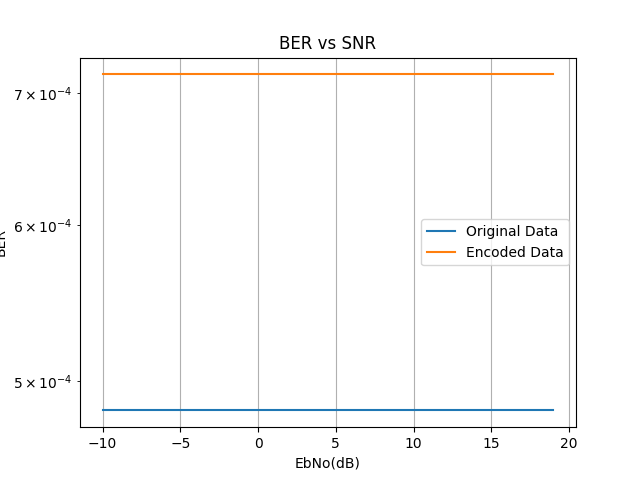 BER vs SNR
7 × 10⁻⁴
6 × 10⁻⁴
5 × 10⁻⁴
BER
Original Data
Encoded Data
−10 −5 0 5 10 15 20
EbNo(dB)